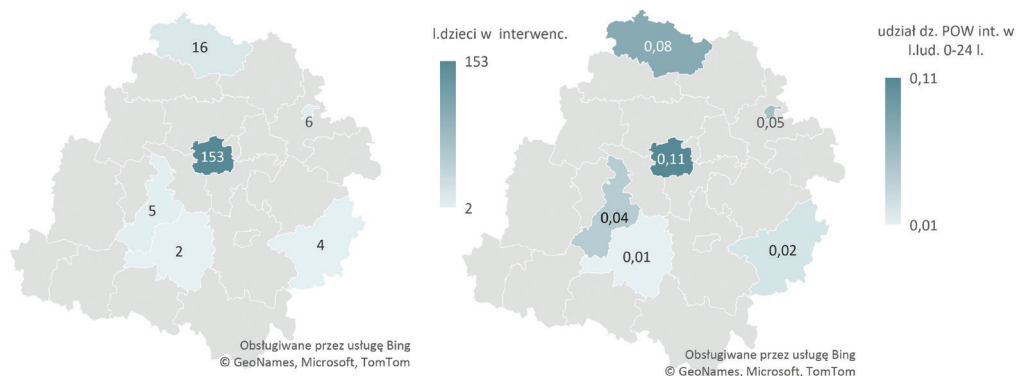 l.dzieci w interwenc.
153
2
16
6
153
5
2
4
Obsługiwane przez usługę Bing
© GeoNames, Microsoft, TomTom
udział dz. POW int. w
l.lud. 0-24 l.
0,11
0,01
0,08
0,05
0,11
0,04
0,01
0,02
Obsługiwane przez usługę Bing
© GeoNames, Microsoft, TomTom